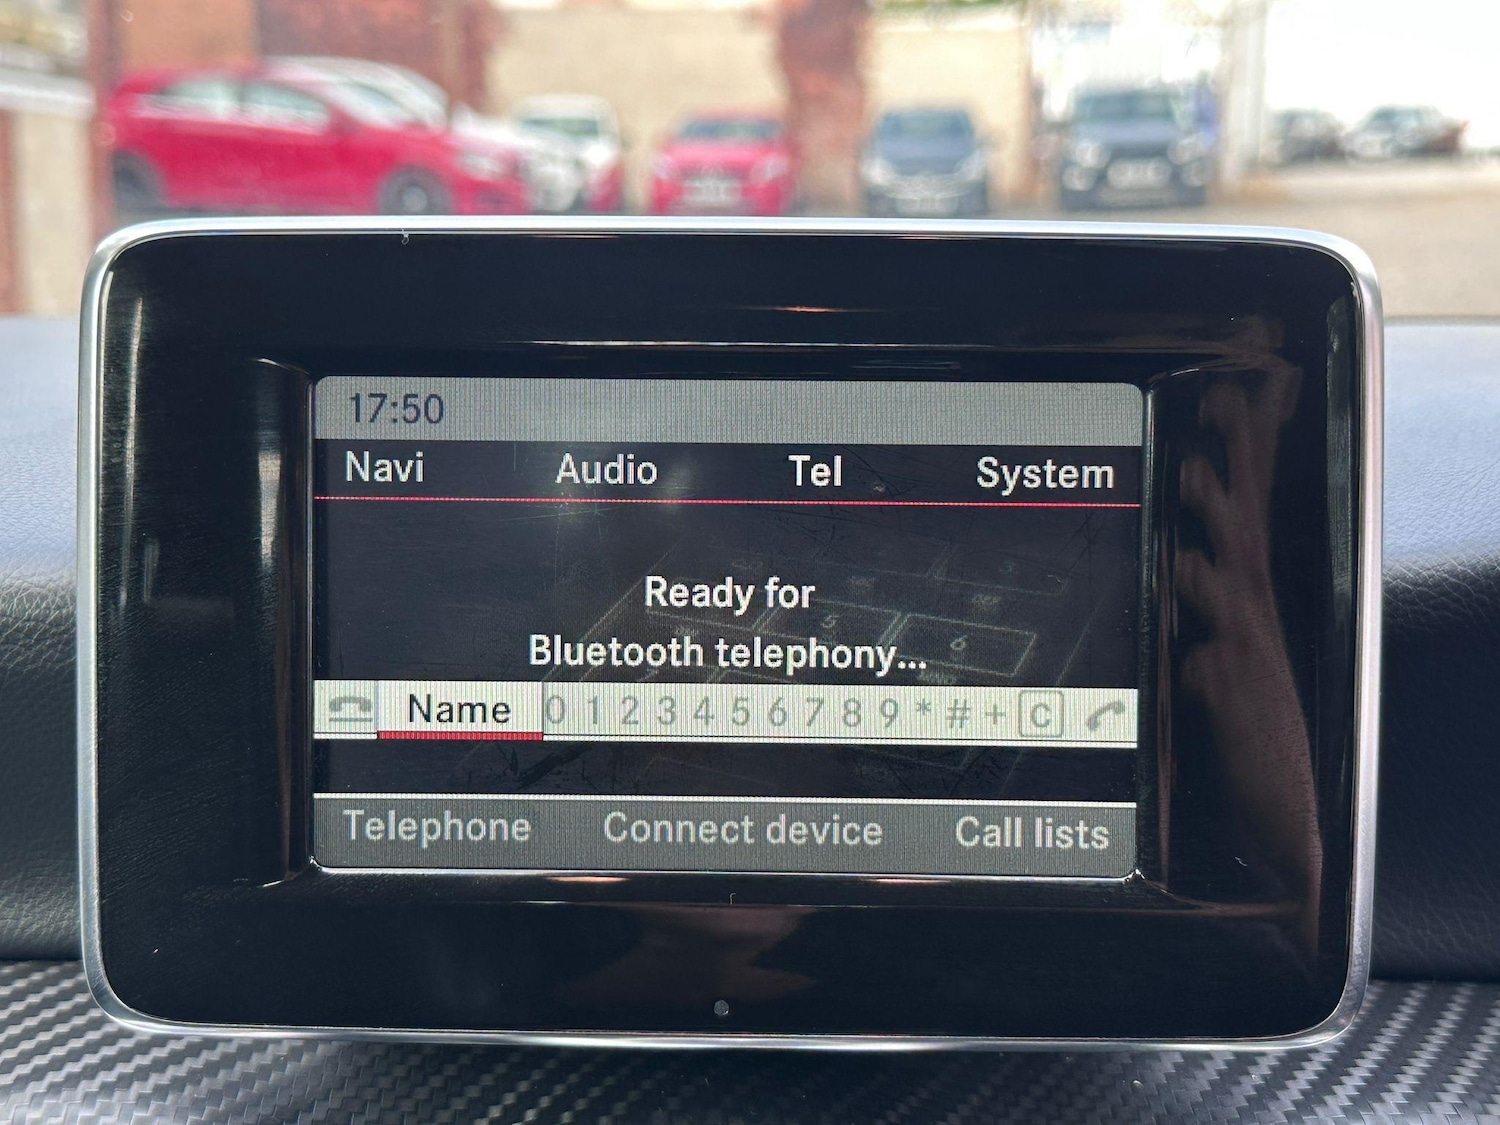 17:50
Navi Audio Tel System
Ready for
Bluetooth telephony...
Name 0 1 2 3 4 5 6 7 8 9 * # + C
Telephone Connect device Call lists